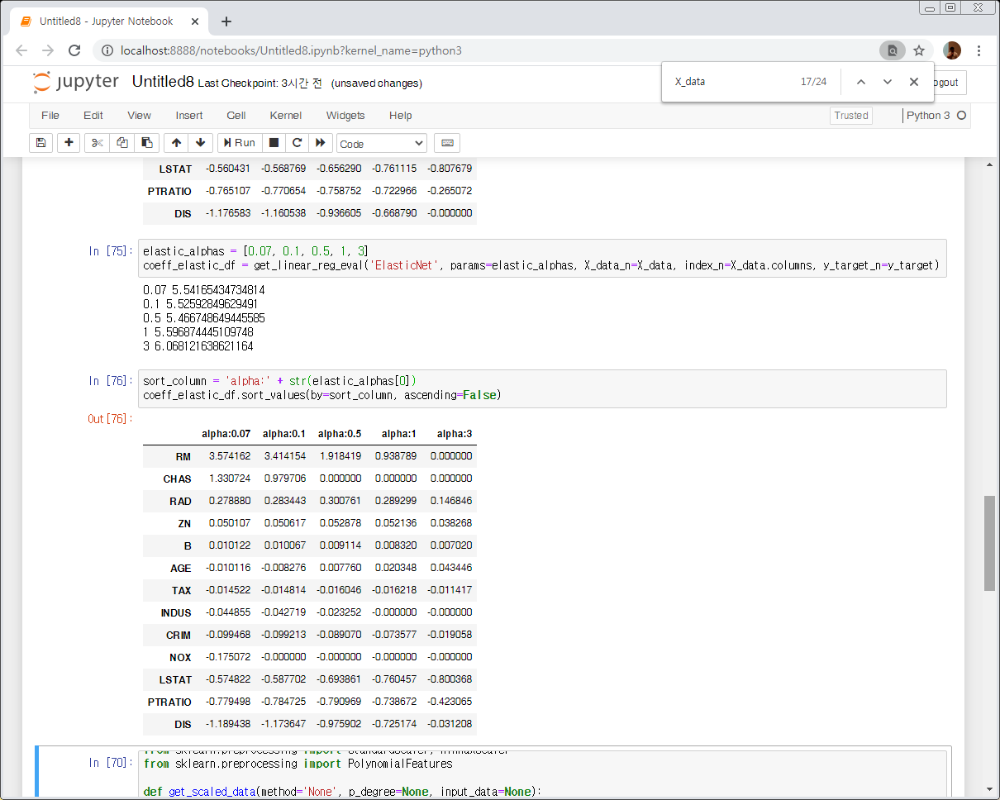 Untitled8 - Jupyter Notebook
localhost:8888/notebooks/Untitled8.ipynb?kernel_name=python3
X_data 17/24
jupyter Untitled8 Last Checkpoint: 3시간 전 (unsaved changes) ogout
File Edit View Insert Cell Kernel Widgets Help Trusted Python 3
Run Code
LSTAT -0.560431 -0.568769 -0.656290 -0.761115 -0.807679
PTRATIO -0.765107 -0.770654 -0.758752 -0.722966 -0.265072
DIS -1.176583 -1.160538 -0.936605 -0.668790 -0.000000
In [75]: elastic_alphas = [0.07, 0.1, 0.5, 1, 3]
coeff_elastic_df = get_linear_reg_eval('ElasticNet', params=elastic_alphas, X_data_n=X_data, index_n=X_data.columns, y_target_n=y_target)
0.07 5.54165434734814
0.1 5.52592849629491
0.5 5.466748649445585
1 5.596874445109748
3 6.068121638621164
In [76]: sort_column = 'alpha:' + str(elastic_alphas[0])
coeff_elastic_df.sort_values(by=sort_column, ascending=False)
Out[76]:
alpha:0.07 alpha:0.1 alpha:0.5 alpha:1 alpha:3
RM 3.574162 3.414154 1.918419 0.938789 0.000000
CHAS 1.330724 0.979706 0.000000 0.000000 0.000000
RAD 0.278880 0.283443 0.300761 0.289299 0.146846
ZN 0.050107 0.050617 0.052878 0.052136 0.038268
B 0.010122 0.010067 0.009114 0.008320 0.007020
AGE -0.010116 -0.008276 0.007760 0.020348 0.043446
TAX -0.014522 -0.014814 -0.016046 -0.016218 -0.011417
INDUS -0.044855 -0.042719 -0.023252 -0.000000 -0.000000
CRIM -0.099468 -0.099213 -0.089070 -0.073577 -0.019058
NOX -0.175072 -0.000000 -0.000000 -0.000000 -0.000000
LSTAT -0.574822 -0.587702 -0.693861 -0.760457 -0.800368
PTRATIO -0.779498 -0.784725 -0.790969 -0.738672 -0.423065
DIS -1.189438 -1.173647 -0.975902 -0.725174 -0.031208
from sklearn.preprocessing import StandardScaler, MinMaxScaler
In [70]: from sklearn.preprocessing import PolynomialFeatures
def get_scaled_data(method='None', p_degree=None, input_data=None):